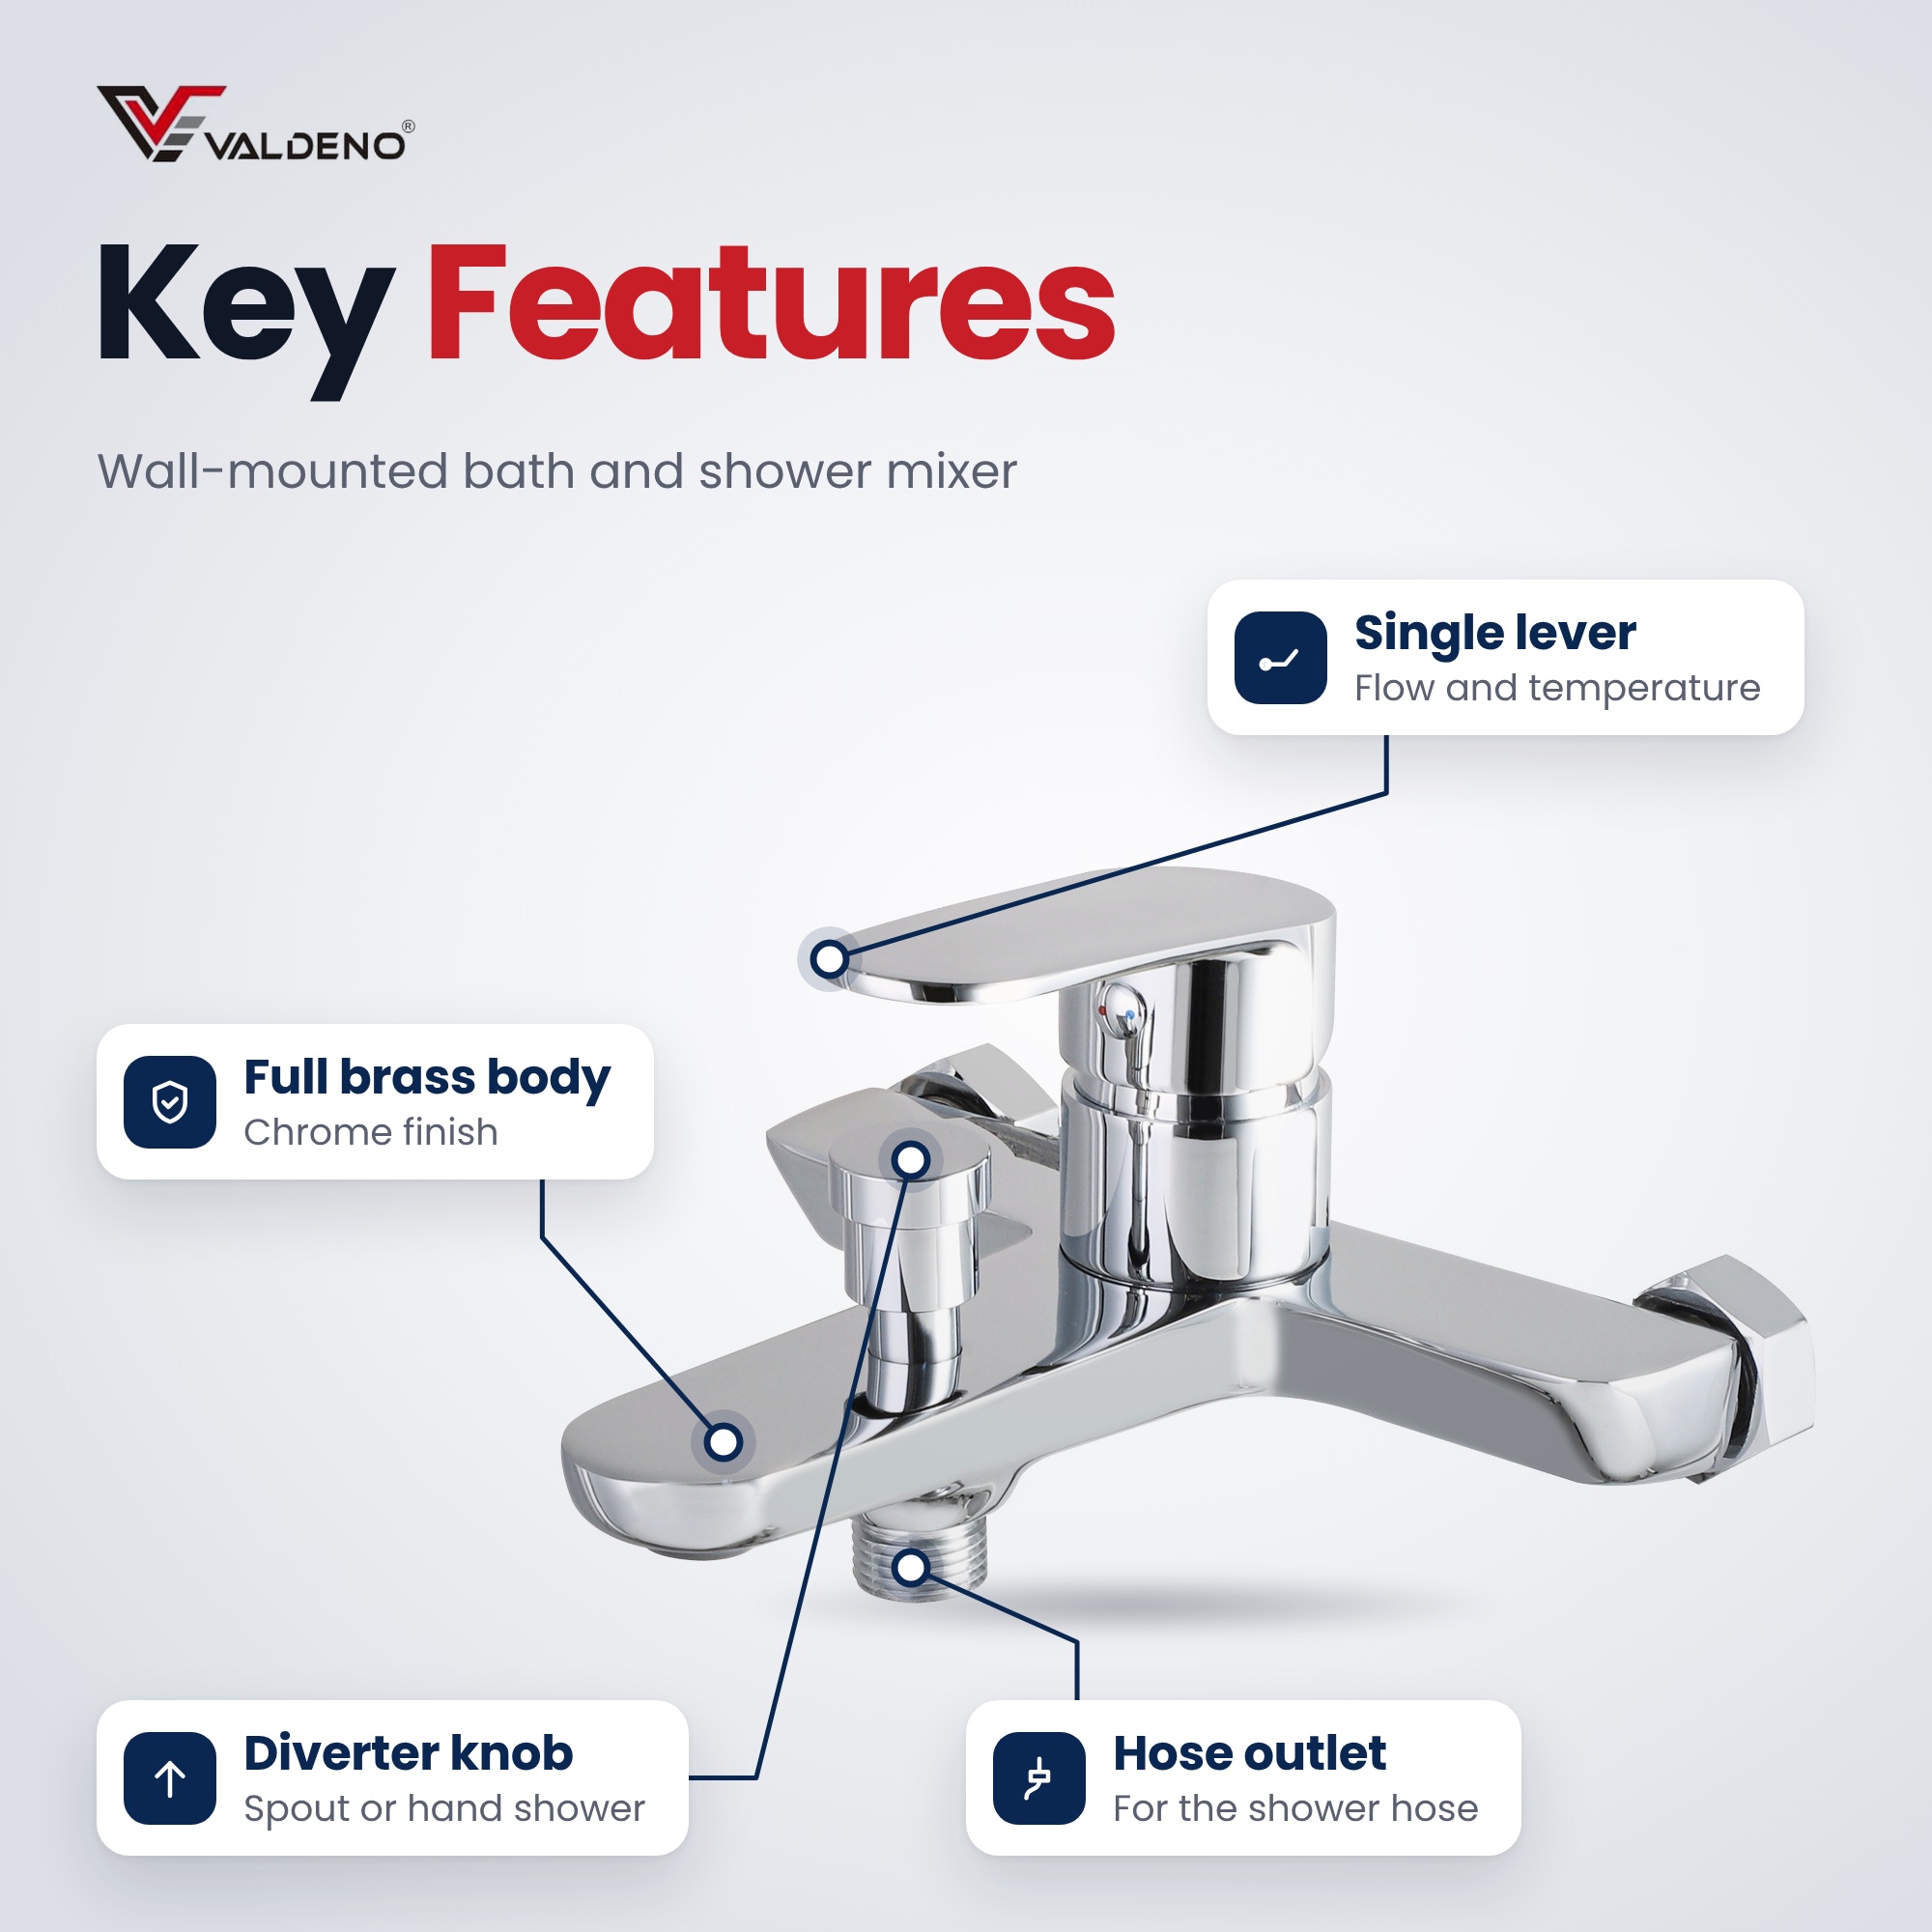 VALDENO®
Key Features
Wall-mounted bath and shower mixer
Single lever
Flow and temperature
Full brass body
Chrome finish
Diverter knob
Spout or hand shower
Hose outlet
For the shower hose